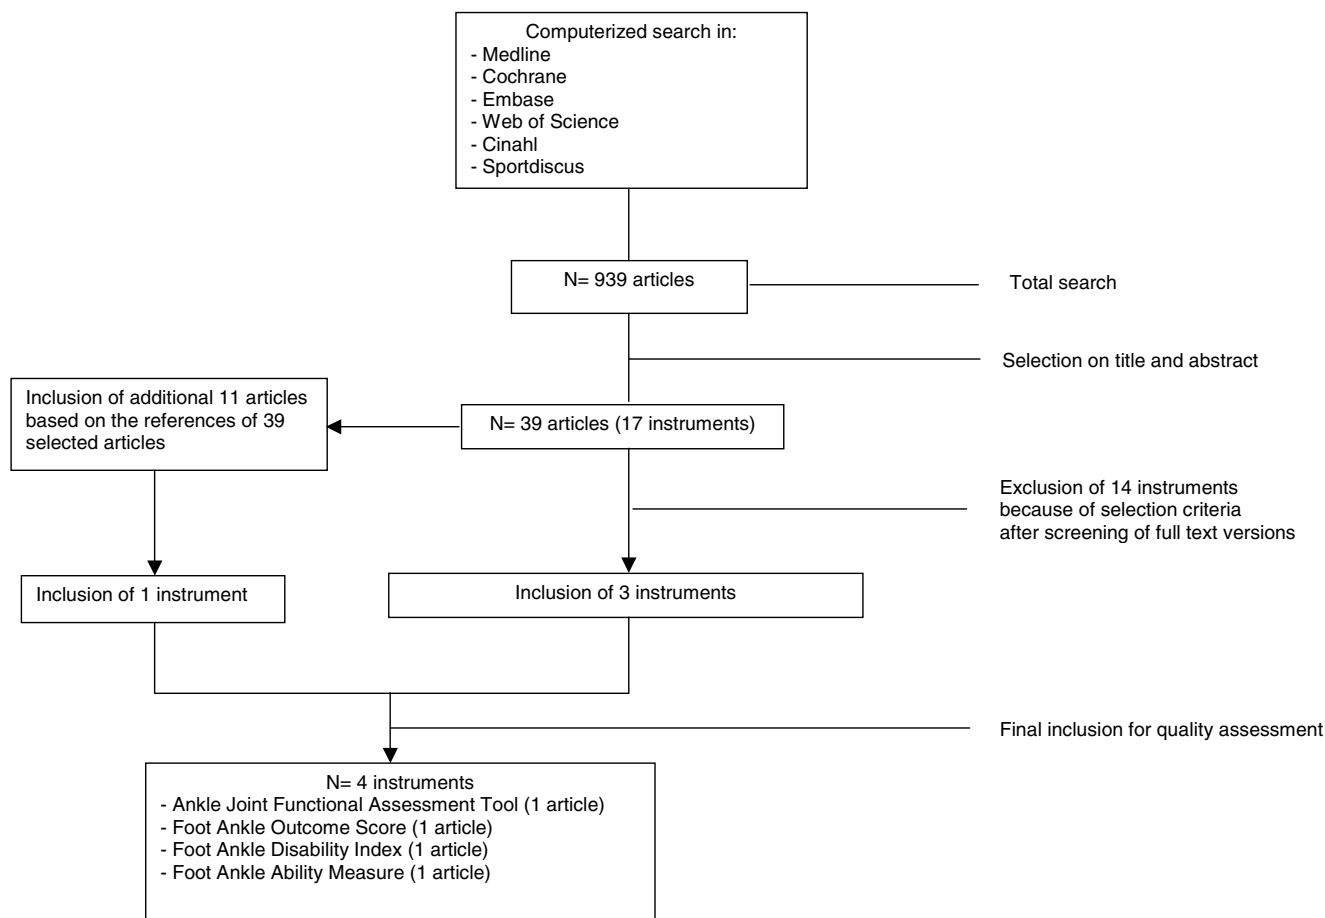 Computerized search in:
- Medline
- Cochrane
- Embase
- Web of Science
- Cinahl
- Sportdiscus
N= 939 articles
Total search
Selection on title and abstract
Inclusion of additional 11 articles
based on the references of 39
selected articles
N= 39 articles (17 instruments)
Exclusion of 14 instruments
because of selection criteria
after screening of full text versions
Inclusion of 1 instrument
Inclusion of 3 instruments
Final inclusion for quality assessment
N= 4 instruments
- Ankle Joint Functional Assessment Tool (1 article)
- Foot Ankle Outcome Score (1 article)
- Foot Ankle Disability Index (1 article)
- Foot Ankle Ability Measure (1 article)